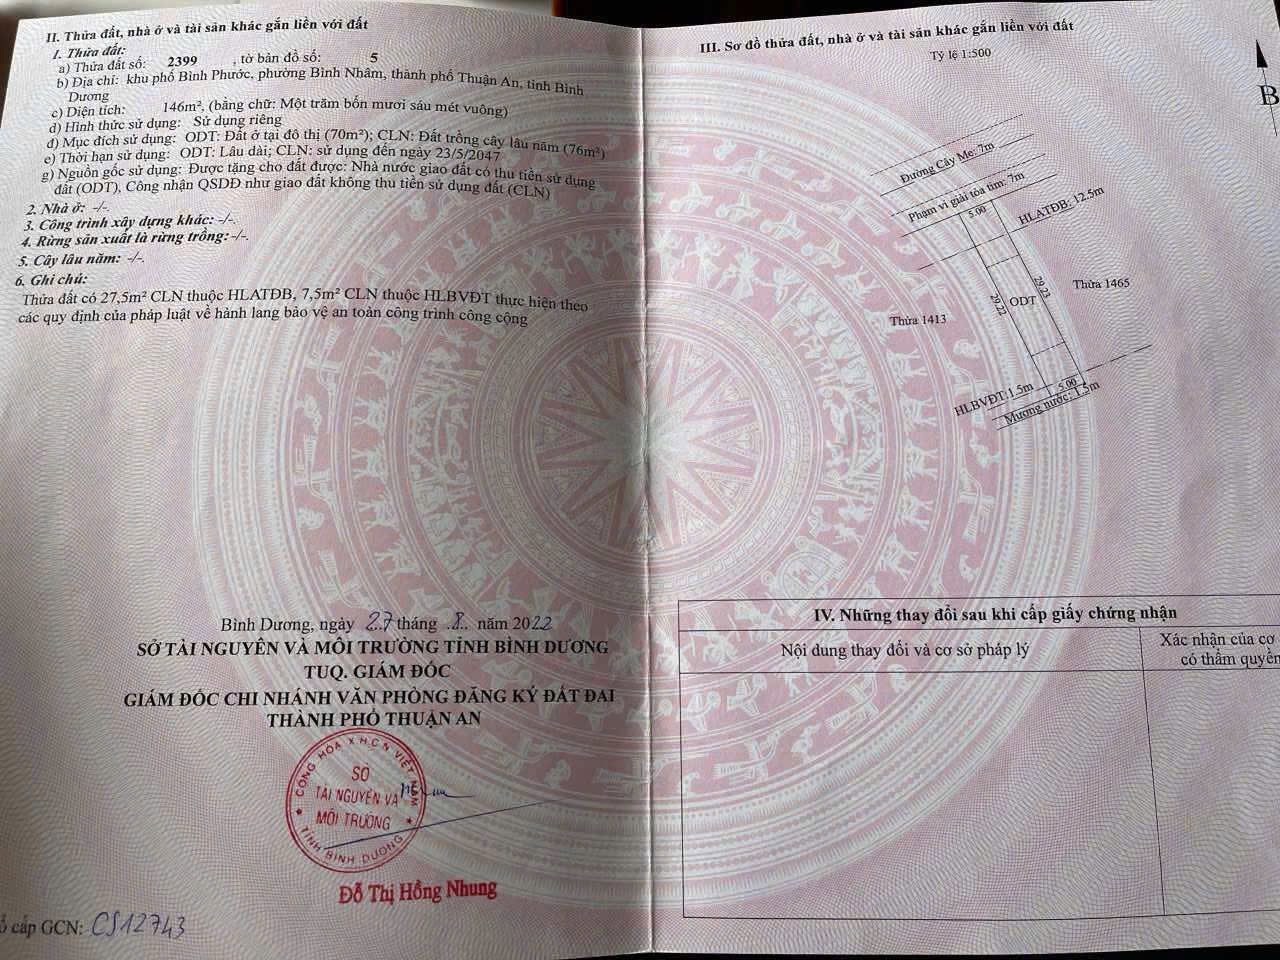 II. Thửa đất, nhà ở và tài sản khác gắn liền với đất
1. Thửa đất:
a) Thửa đất số: 2399 , tờ bản đồ số: 5
b) Địa chỉ: khu phố Bình Phước, phường Bình Nhâm, thành phố Thuận An, tỉnh Bình
Dương
c) Diện tích: 146m², (bằng chữ: Một trăm bốn mươi sáu mét vuông)
d) Hình thức sử dụng: Sử dụng riêng
đ) Mục đích sử dụng: ODT: Đất ở tại đô thị (70m²); CLN: Đất trồng cây lâu năm (76m²)
e) Thời hạn sử dụng: ODT: Lâu dài; CLN: sử dụng đến ngày 23/5/2047
g) Nguồn gốc sử dụng: Được tặng cho đất được: Nhà nước giao đất có thu tiền sử dụng
đất (ODT), Công nhận QSDĐ như giao đất không thu tiền sử dụng đất (CLN)
2. Nhà ở: -/-.
3. Công trình xây dựng khác: -/-.
4. Rừng sản xuất là rừng trồng: -/-.
5. Cây lâu năm: -/-.
6. Ghi chú:
Thửa đất có 27,5m² CLN thuộc HLATĐB, 7,5m² CLN thuộc HLBVĐT thực hiện theo
các quy định của pháp luật về hành lang bảo vệ an toàn công trình công cộng
Bình Dương, ngày 27 tháng .8. năm 2022
SỞ TÀI NGUYÊN VÀ MÔI TRƯỜNG TỈNH BÌNH DƯƠNG
TUQ. GIÁM ĐỐC
GIÁM ĐỐC CHI NHÁNH VĂN PHÒNG ĐĂNG KÝ ĐẤT ĐAI
THÀNH PHỐ THUẬN AN
CỘNG HÒA X.H.C.N VIỆT NAM
SỞ
TÀI NGUYÊN VÀ
MÔI TRƯỜNG
TỈNH BÌNH DƯƠNG
Đỗ Thị Hồng Nhung
ổ cấp GCN: CS12743
III. Sơ đồ thửa đất, nhà ở và tài sản khác gắn liền với đất
Tỷ lệ 1:500
B
Đường Cây Me: 7m
Phạm vi giải tỏa tim: 7m
5.00
HLATĐB: 12.5m
29.22
29.23
ODT
Thửa 1465
Thửa 1413
HLBVĐT:1.5m
5.00
Mương nước: 1.5m
IV. Những thay đổi sau khi cấp giấy chứng nhận
Nội dung thay đổi và cơ sở pháp lý
Xác nhận của cơ
có thẩm quyền